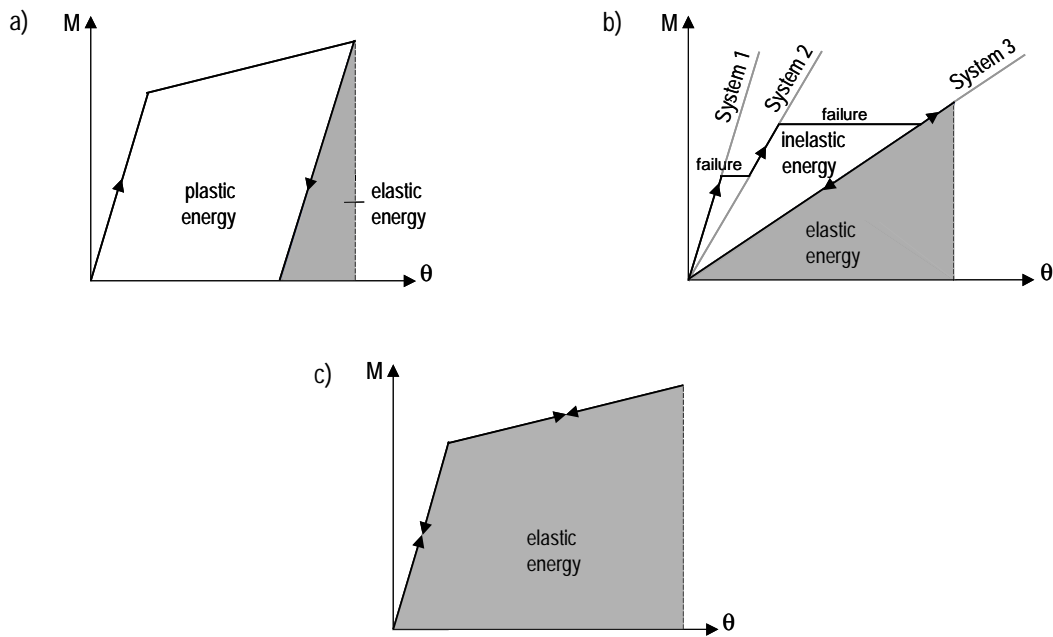 a)
M
plastic
energy
elastic
energy
θ
b)
M
System 1
System 2
System 3
failure
failure
inelastic
energy
elastic
energy
θ
c)
M
elastic
energy
θ